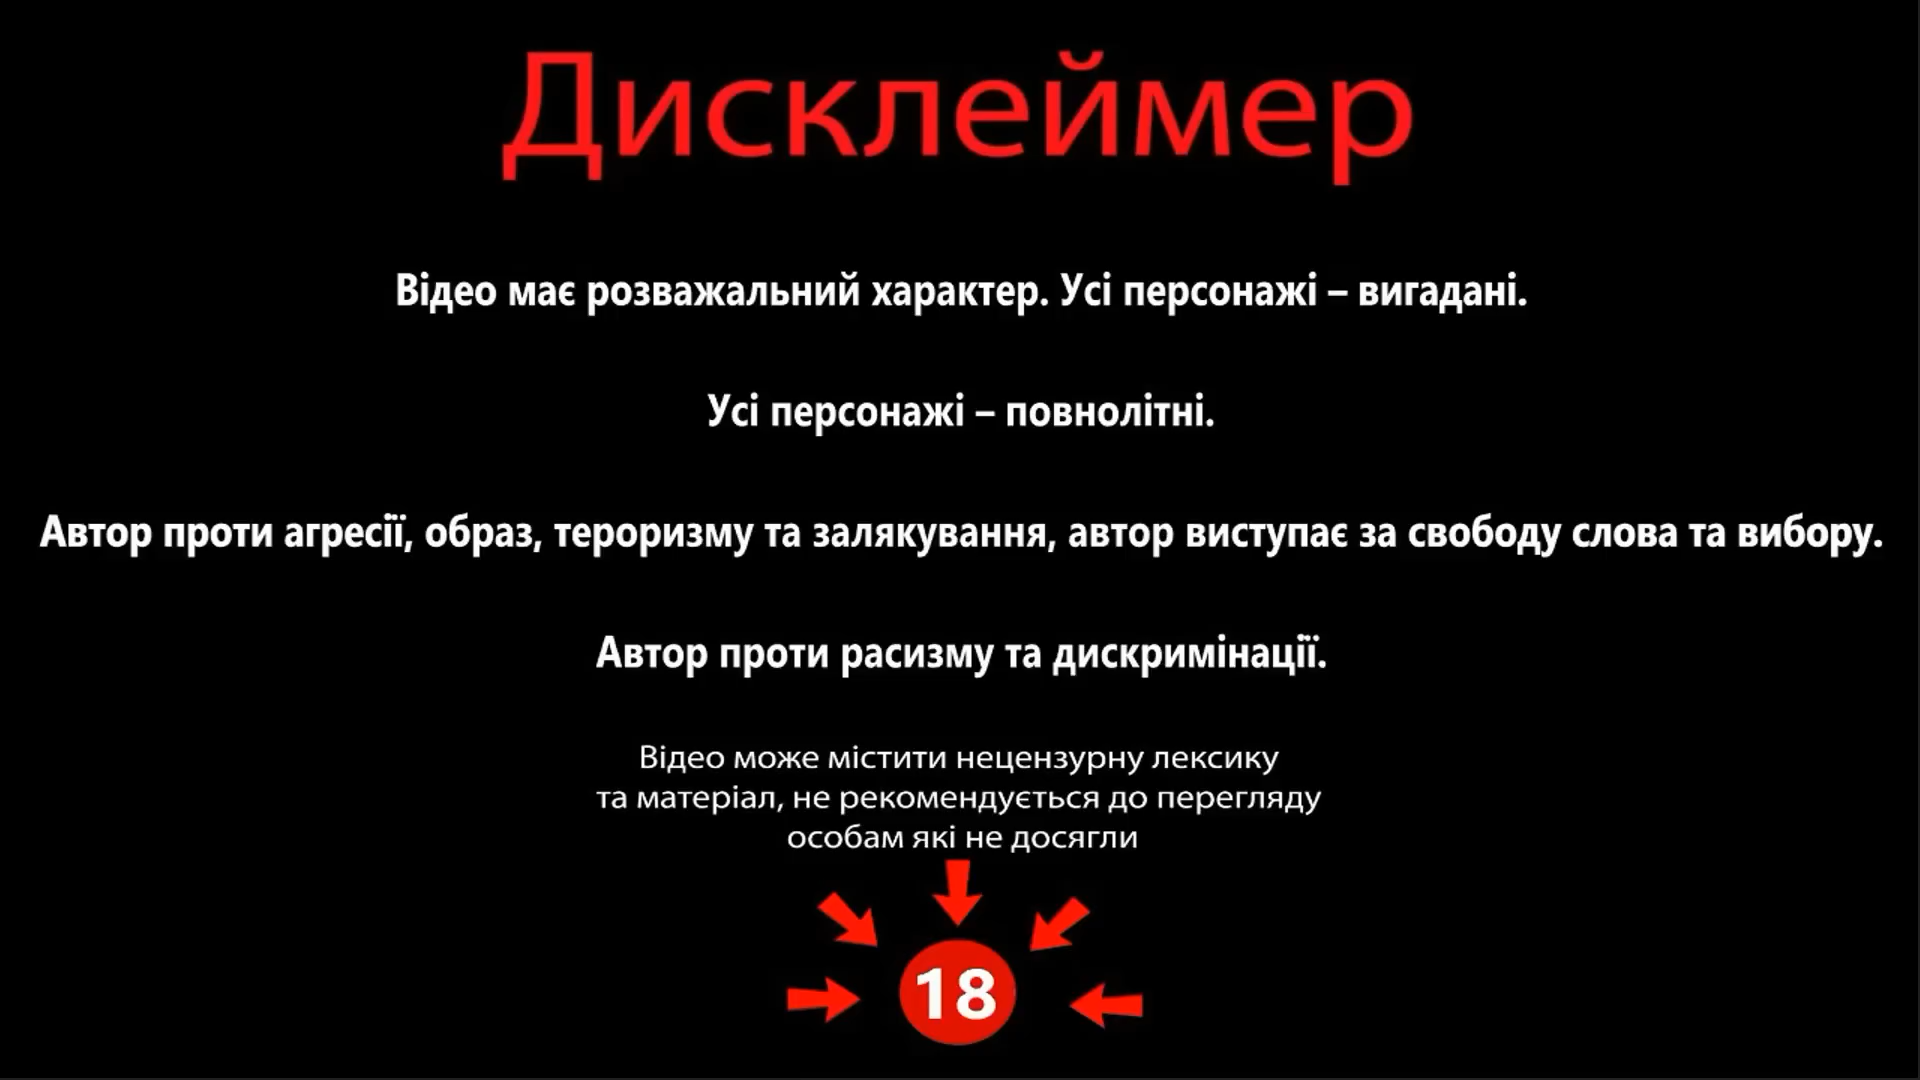 Дисклеймер
Відео має розважальний характер. Усі персонажі – вигадані.
Усі персонажі – повнолітні.
Автор проти агресії, образ, тероризму та залякування, автор виступає за свободу слова та вибору.
Автор проти расизму та дискримінації.
Відео може містити нецензурну лексику
та матеріал, не рекомендується до перегляду
особам які не досягли
18